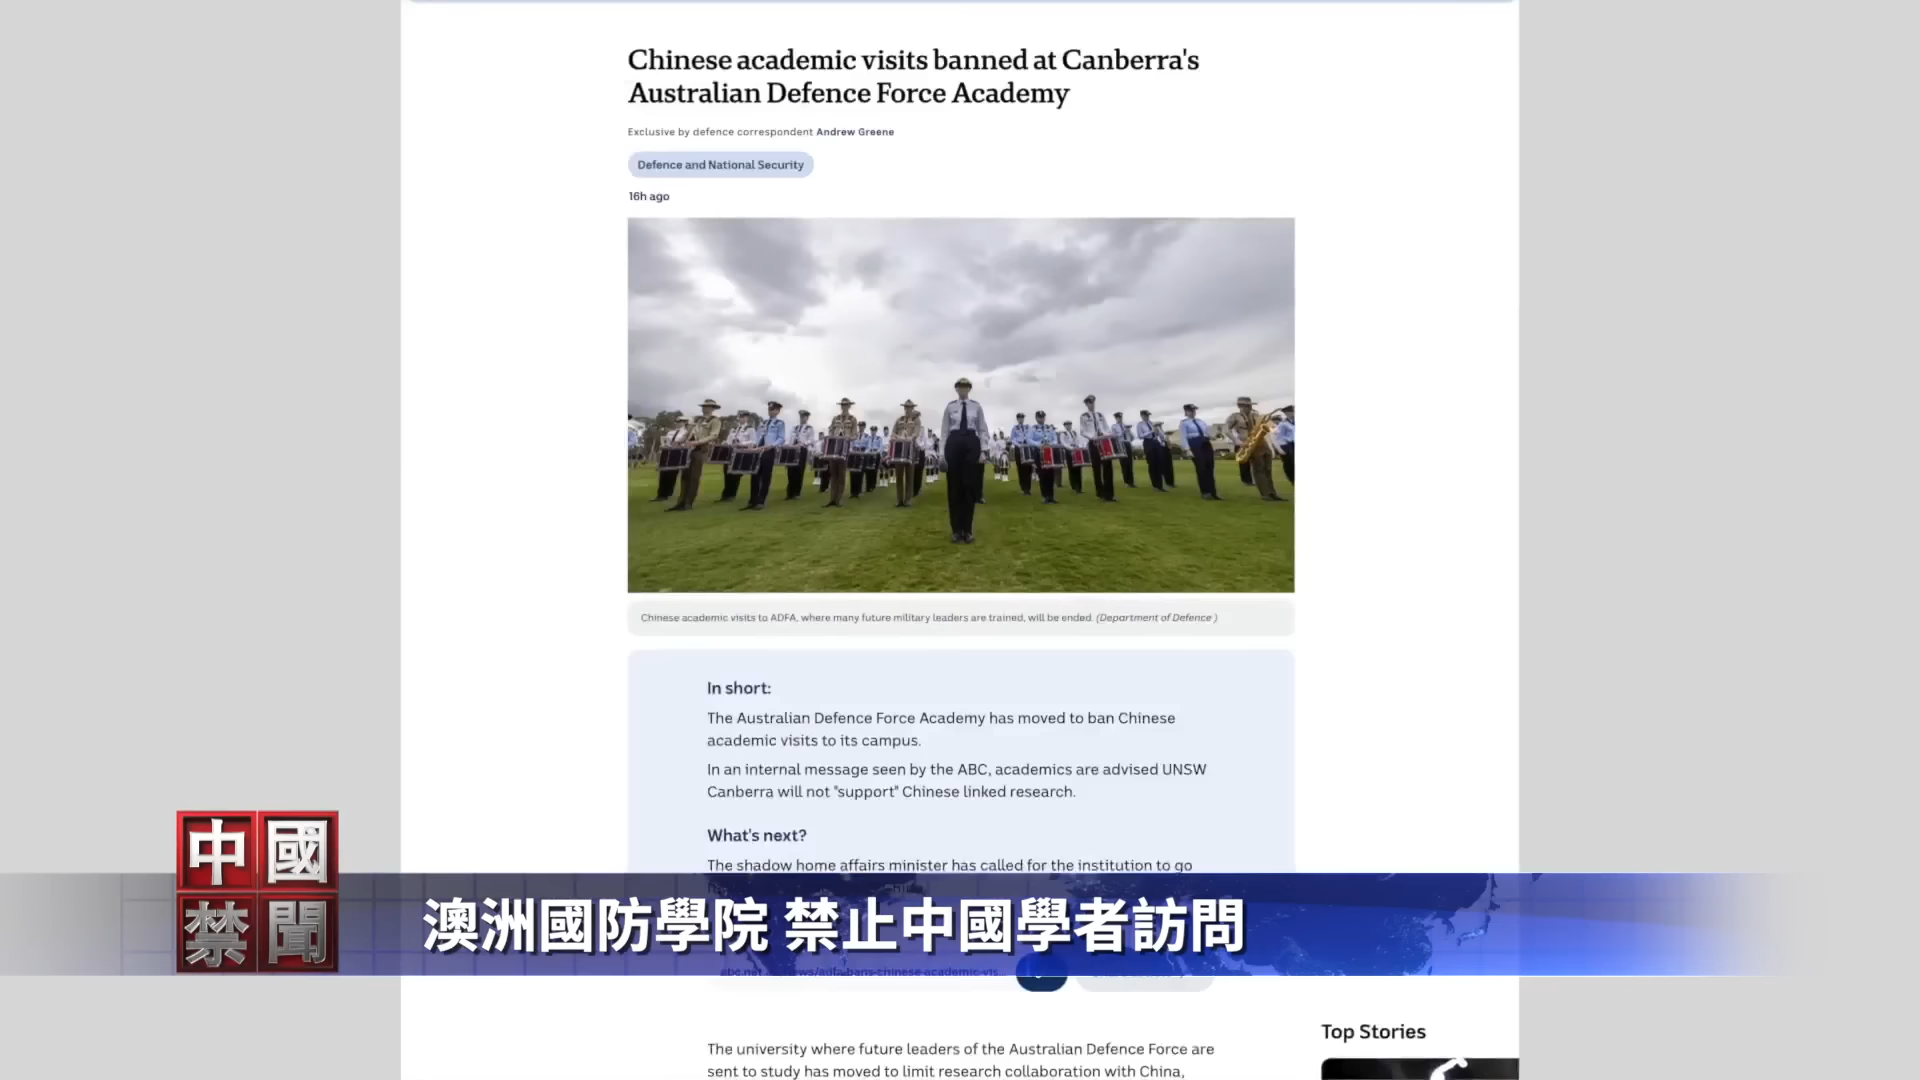 Chinese academic visits banned at Canberra's
Australian Defence Force Academy
Exclusive by defence correspondent Andrew Greene
Defence and National Security
16h ago
Chinese academic visits to ADFA, where many future military leaders are trained, will be ended. (Department of Defence )
In short:
The Australian Defence Force Academy has moved to ban Chinese
academic visits to its campus.
In an internal message seen by the ABC, academics are advised UNSW
Canberra will not "support" Chinese linked research.
What's next?
The shadow home affairs minister has called for the institution to go
中國
禁聞
澳洲國防學院 禁止中國學者訪問
Top Stories
The university where future leaders of the Australian Defence Force are
sent to study has moved to limit research collaboration with China,